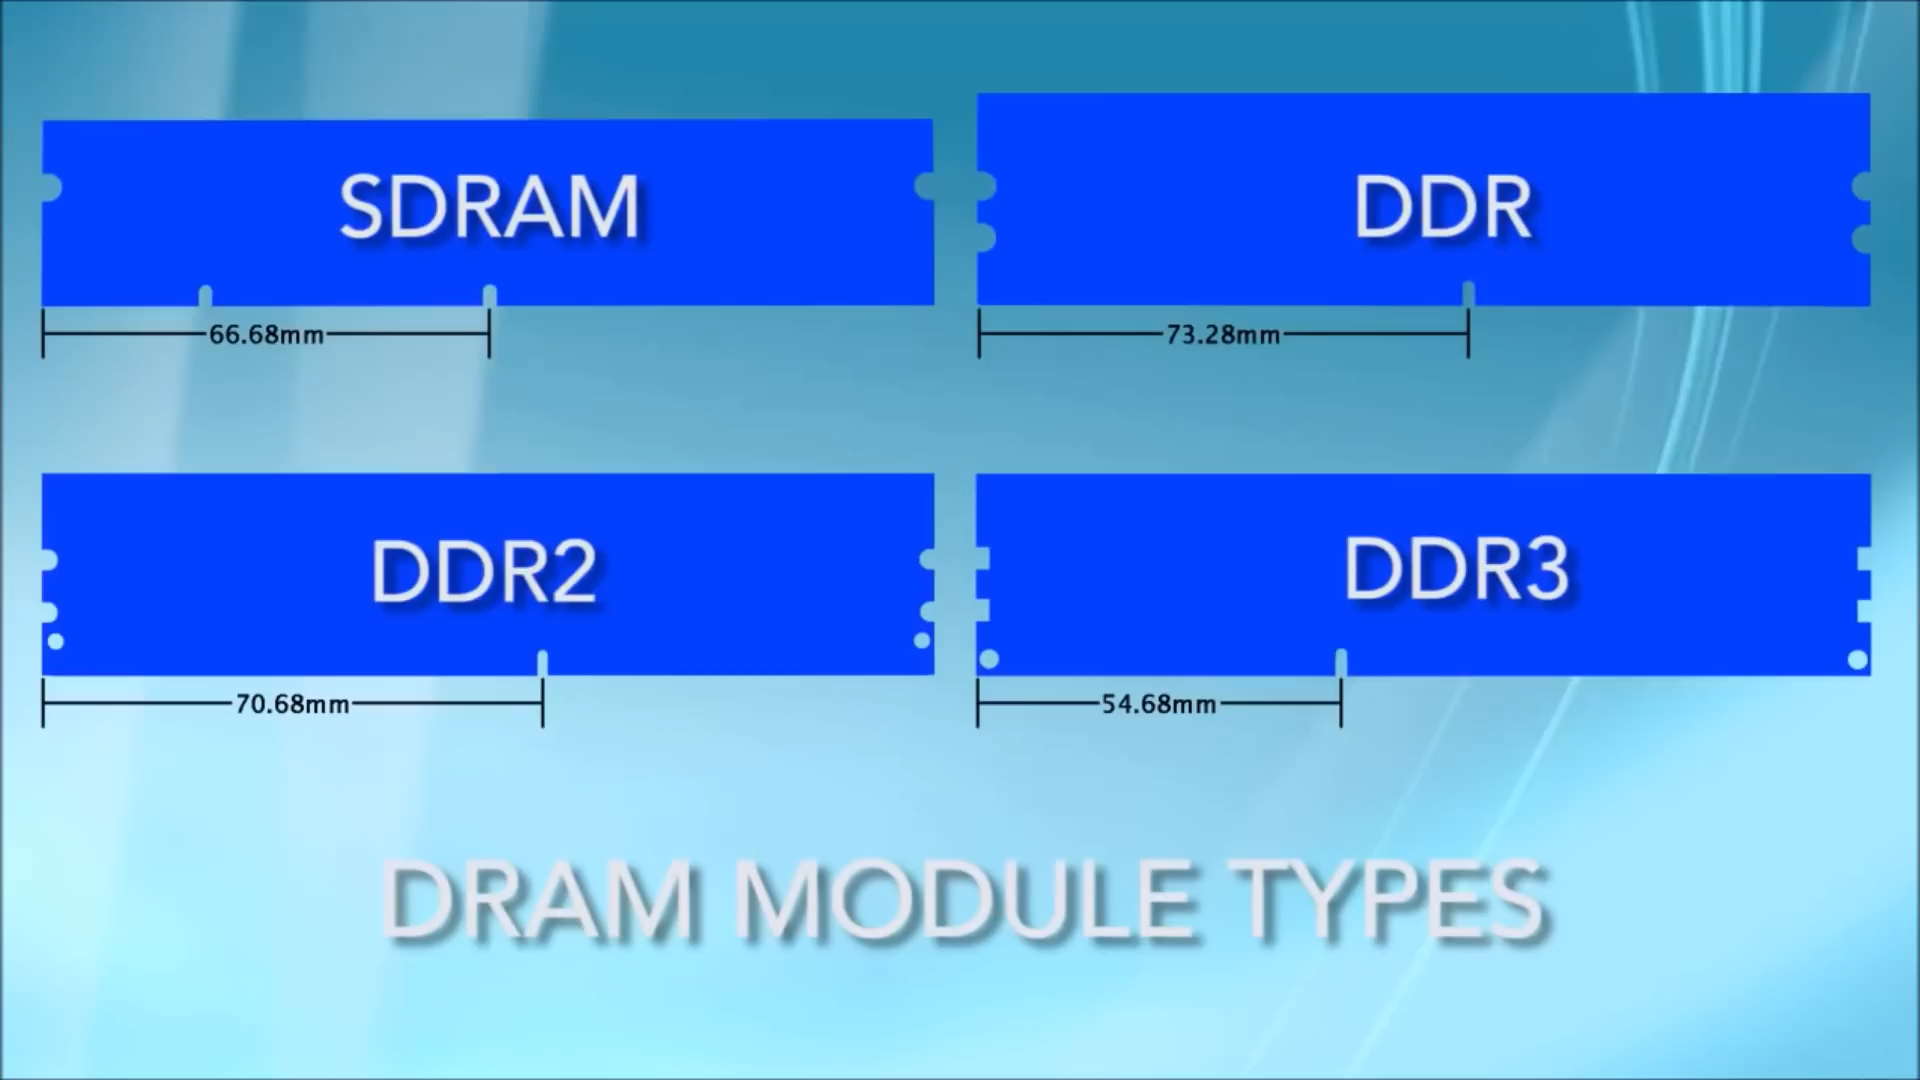 SDRAM
DDR
66.68mm
73.28mm
DDR2
DDR3
70.68mm
54.68mm
DRAM MODULE TYPES